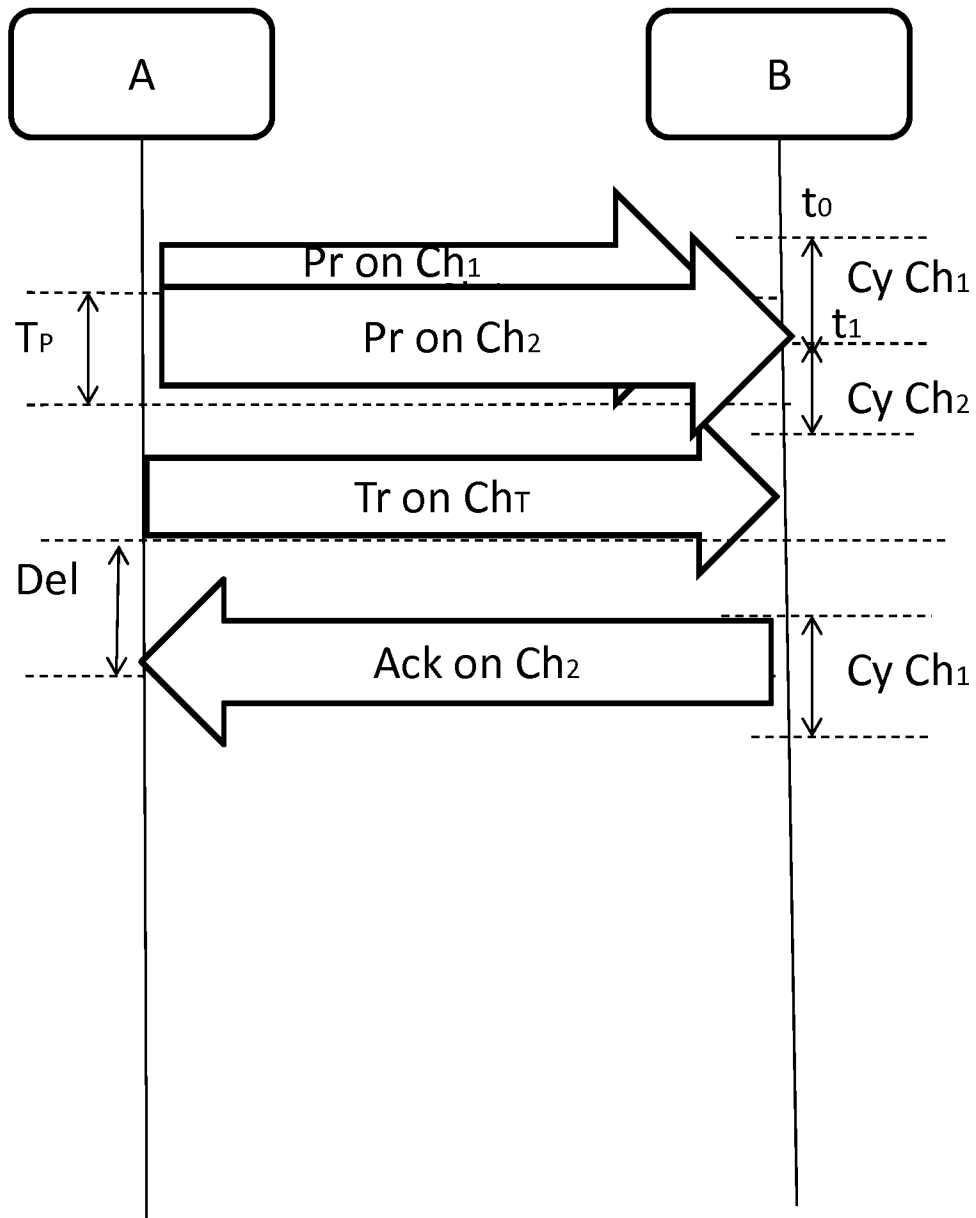 A
B
t0
Pr on Ch1
Cy Ch1
TP
Pr on Ch2
t1
Cy Ch2
Tr on ChT
Del
Ack on Ch2
Cy Ch1